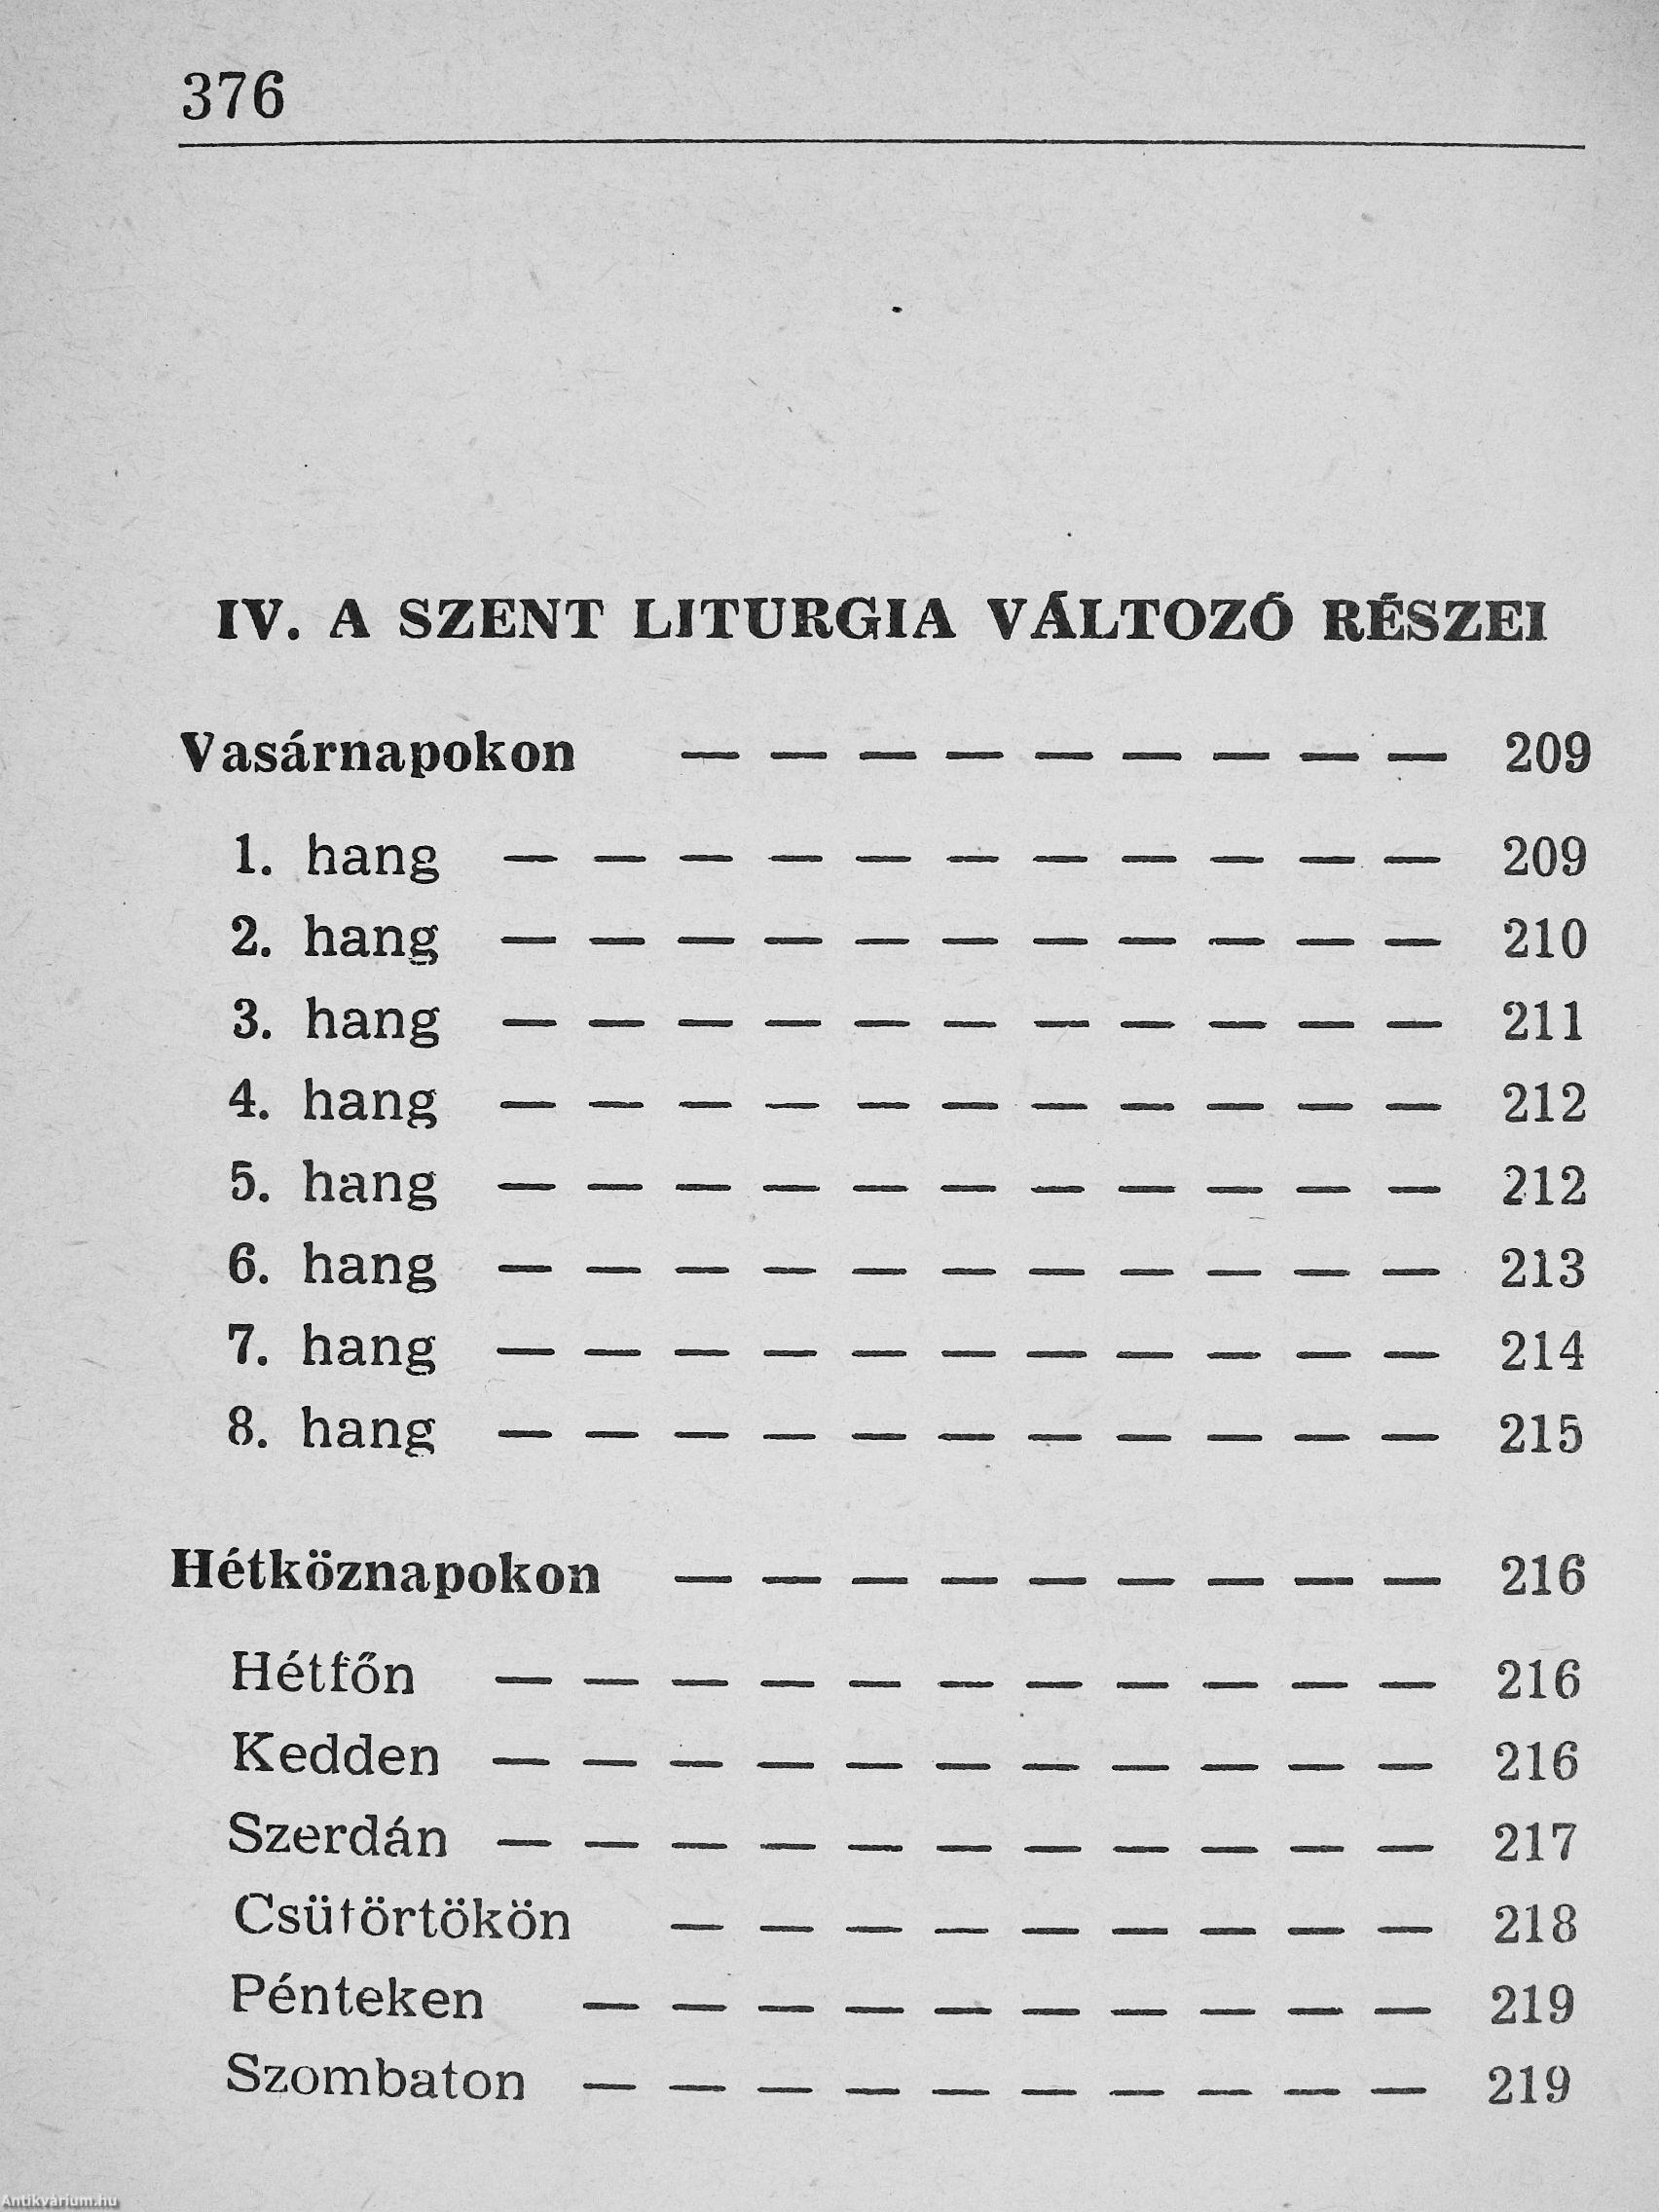 376
IV. A SZENT LITURGIA VÁLTOZÓ RÉSZEI
Vasárnapokon — — — — — — — — — 209
1. hang — — — — — — — — — — — 209
2. hang — — — — — — — — — — — 210
3. hang — — — — — — — — — — — 211
4. hang — — — — — — — — — — — 212
5. hang — — — — — — — — — — — 212
6. hang — — — — — — — — — — — 213
7. hang — — — — — — — — — — — 214
8. hang — — — — — — — — — — — 215
Hétköznapokon — — — — — — — — — 216
Hétfőn — — — — — — — — — — — 216
Kedden — — — — — — — — — — — 216
Szerdán — — — — — — — — — — — 217
Csütörtökön — — — — — — — — — 218
Pénteken — — — — — — — — — — 219
Szombaton — — — — — — — — — — 219
Antikvárium.hu